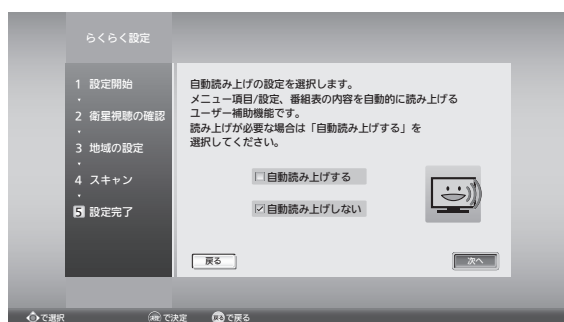 らくらく設定
1 設定開始
・
2 衛星視聴の確認
・
3 地域の設定
・
4 スキャン
・
5 設定完了
自動読み上げの設定を選択します。
メニュー項目/設定、番組表の内容を自動的に読み上げる
ユーザー補助機能です。
読み上げが必要な場合は「自動読み上げする」を
選択してください。
□自動読み上げする
☑自動読み上げしない
戻る
次へ
で選択 決定で決定 戻るで戻る